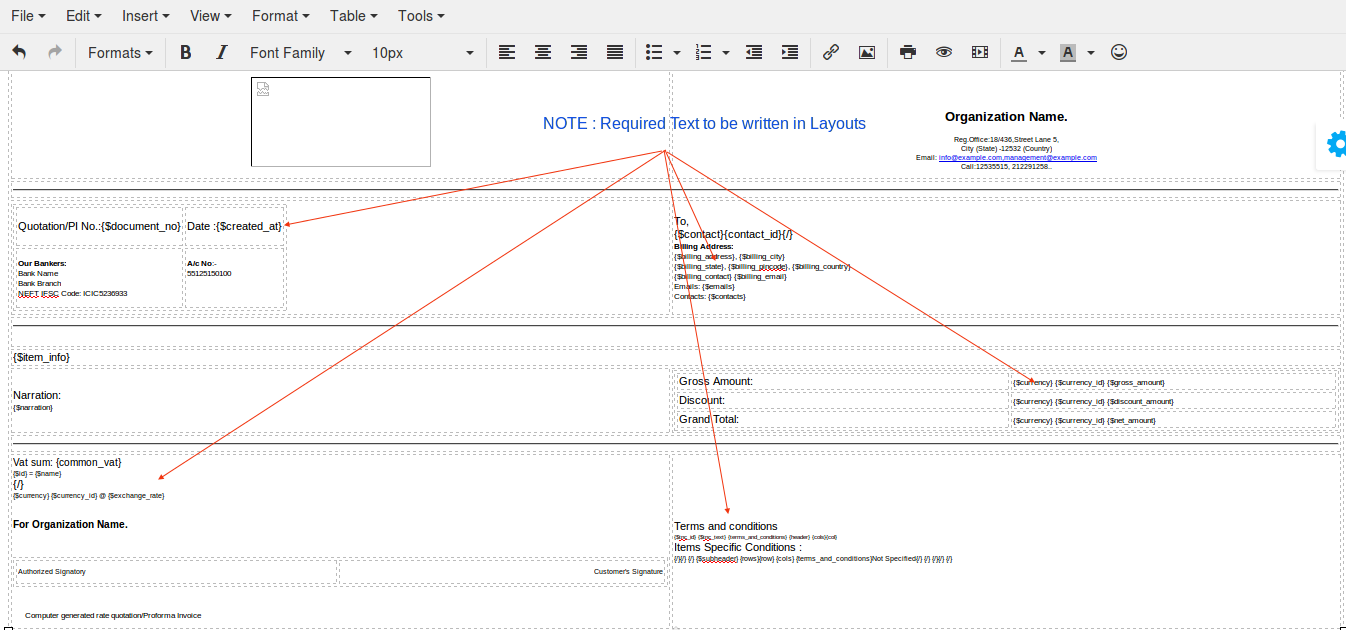 File Edit Insert View Format Table Tools
Formats B I Font Family 10px A A
NOTE : Required Text to be written in Layouts
Organization Name.
Reg.Office:18/436,Street Lane 5,
City (State) -12532 (Country)
Email: info@example.com,management@example.com
Call:12535515, 212291258..
Quotation/PI No.:{$document_no} Date :{$created_at}
Our Bankers:
Bank Name
Bank Branch
NEFT IFSC Code: ICIC5236933
A/c No:-
55125150100
To,
{$contact}{contact_id}{/}
Billing Address:
{$billing_address}, {$billing_city}
{$billing_state}, {$billing_pincode}, {$billing_country}
{$billing_contact} {$billing_email}
Emails: {$emails}
Contacts: {$contacts}
{$item_info}
Narration:
{$narration}
Gross Amount: {$currency} {$currency_id} {$gross_amount}
Discount: {$currency} {$currency_id} {$discount_amount}
Grand Total: {$currency} {$currency_id} {$net_amount}
Vat sum: {common_vat}
{$id} = {$name}
{/}
{$currency} {$currency_id} @ {$exchange_rate}
For Organization Name.
Authorized Signatory Customer's Signature
Computer generated rate quotation/Proforma Invoice
Terms and conditions
{$tnc_text} {terms_and_conditions} {header} {cols}{col}
Items Specific Conditions :
{$subheader} {rows}{row} {cols} {terms_and_conditions}Not Specified{/} {/} {/}{/} {/}